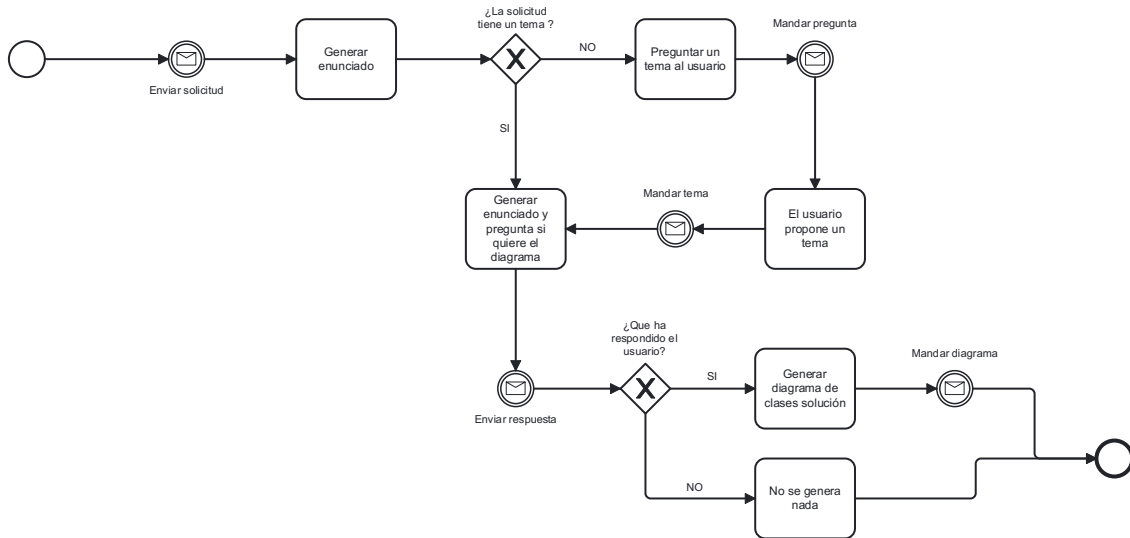 ¿La solicitud
tiene un tema ?
Mandar pregunta
Generar
enunciado
NO
Preguntar un
tema al usuario
Enviar solicitud
SI
Mandar tema
Generar
enunciado y
pregunta si
quiere el
diagrama
El usuario
propone un
tema
¿Que ha
respondido el
usuario?
Mandar diagrama
SI
Generar
diagrama de
clases solución
Enviar respuesta
NO
No se genera
nada